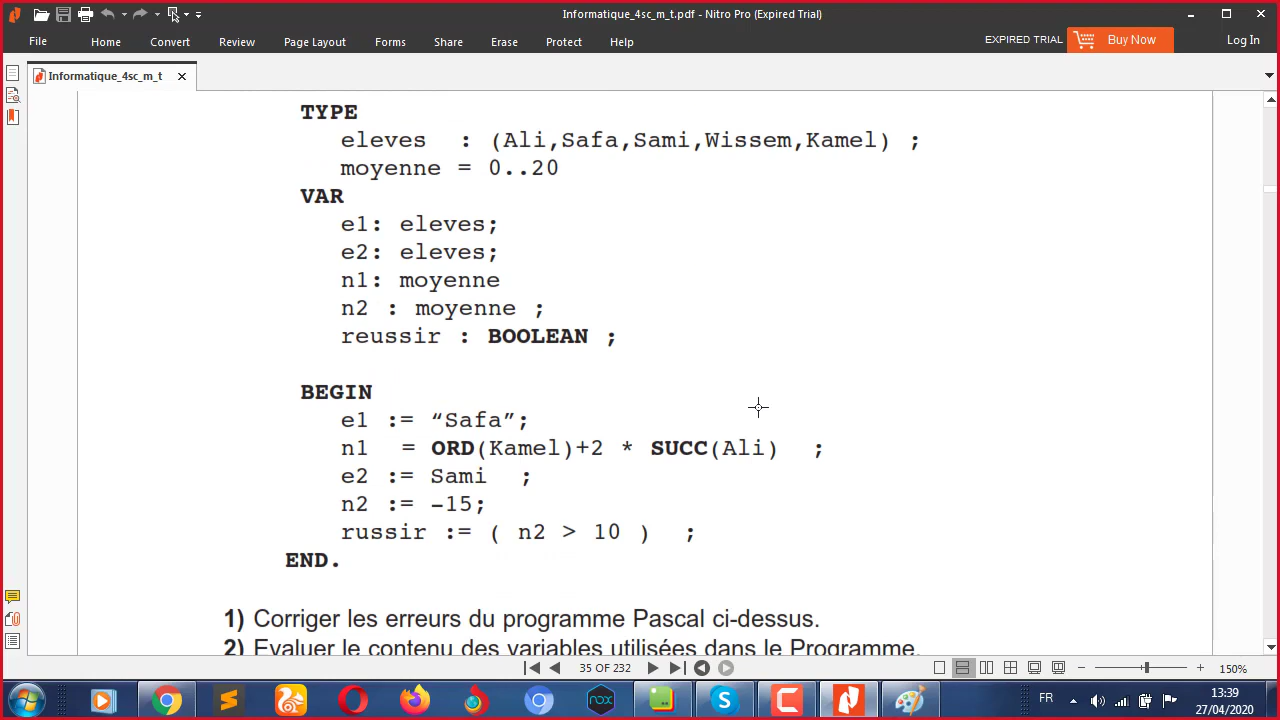 Informatique_4sc_m_t.pdf - Nitro Pro (Expired Trial)
File Home Convert Review Page Layout Forms Share Erase Protect Help EXPIRED TRIAL Buy Now Log In
Informatique_4sc_m_t
TYPE
eleves : (Ali,Safa,Sami,Wissem,Kamel) ;
moyenne = 0..20
VAR
e1: eleves;
e2: eleves;
n1: moyenne
n2 : moyenne ;
reussir : BOOLEAN ;
BEGIN
e1 := “Safa”;
n1 = ORD(Kamel)+2 * SUCC(Ali) ;
e2 := Sami ;
n2 := -15;
russir := ( n2 > 10 ) ;
END.
1) Corriger les erreurs du programme Pascal ci-dessus.
2) Evaluer le contenu des variables utilisées dans le Programme.
35 OF 232 150%
nox FR 13:39
27/04/2020